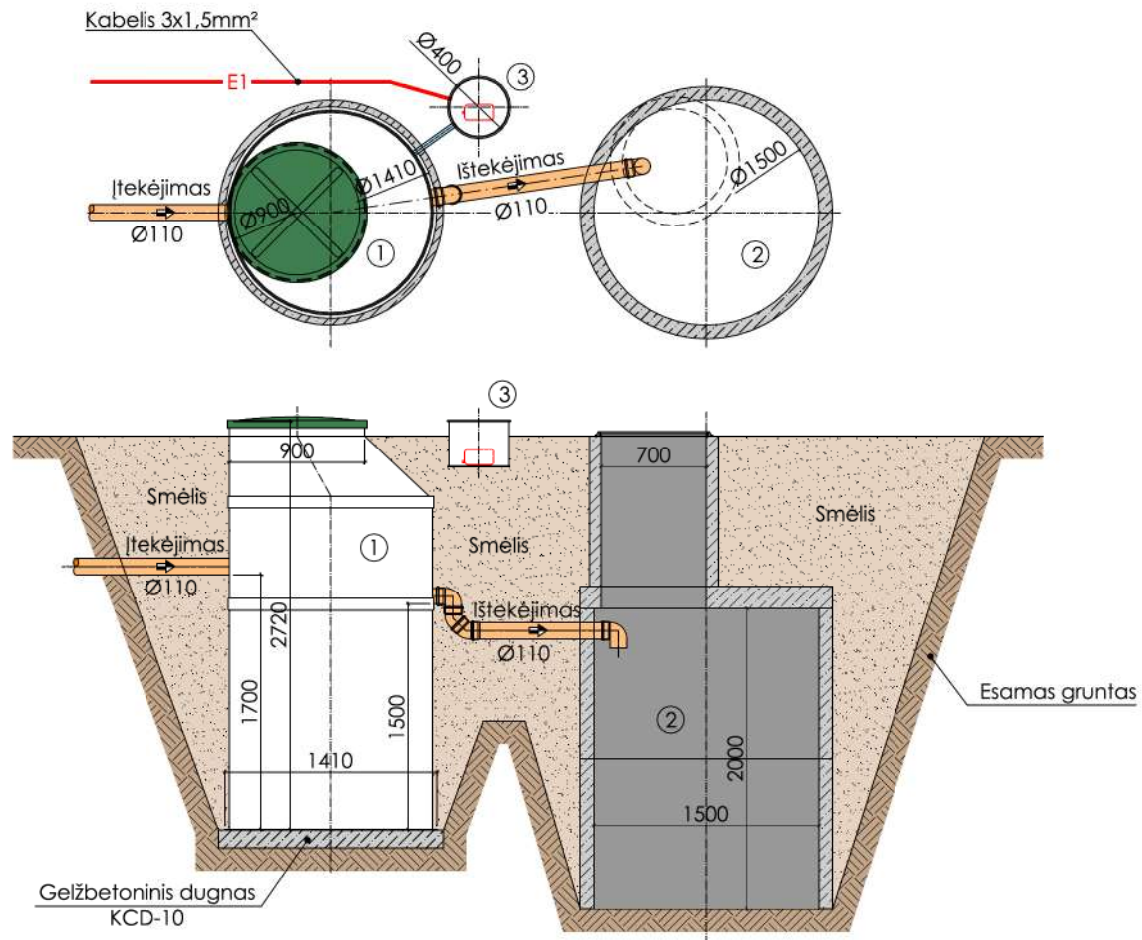 Kabelis 3x1,5mm²
E1
Ø400
3
Įtekėjimas
Ø110
Ø900
Ø1410
1
Ištekėjimas
Ø110
Ø1500
2
3
900
700
Smėlis
Įtekėjimas
Ø110
1
Smėlis
Smėlis
2720
1700
1500
Ištekėjimas
Ø110
1410
2
2000
1500
Esamas gruntas
Gelžbetoninis dugnas
KCD-10